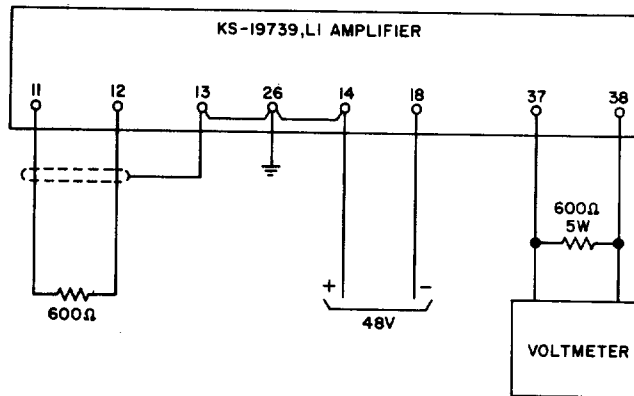 KS-19739, L1 AMPLIFIER
11 12 13 26 14 18 37 38
600Ω
5W
+ −
600Ω
48V
VOLTMETER